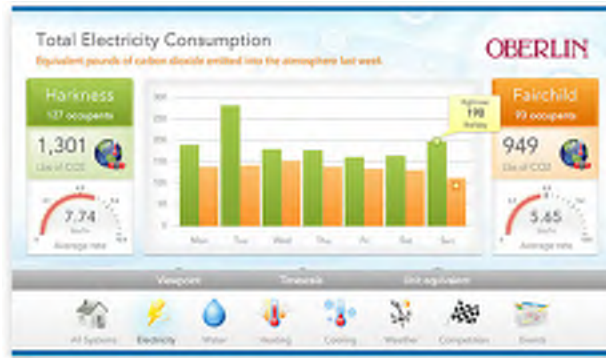 Total Electricity Consumption
OBERLIN
Equivalent pounds of carbon dioxide emitted into the atmosphere last week
Harkness
137 occupants
1,301
Lbs of CO2
7.74
Average rate
300
200
150
100
50
0
198
Mon
Tue
Wed
Thu
Fri
Sat
Sun
Fairchild
70 occupants
949
Lbs of CO2
5.65
Average rate
Viewpoint
Timescale
Unit equivalent
All Systems
Electricity
Water
Heating
Cooling
Weather
Competition
Events